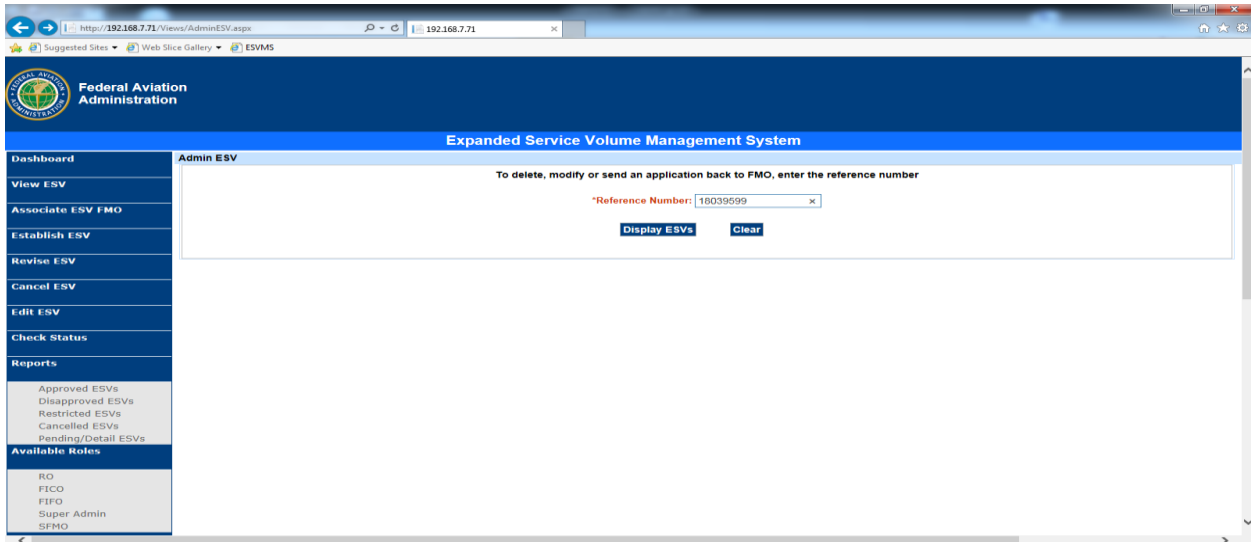 http://192.168.7.71/Views/AdminESV.aspx
192.168.7.71
Suggested Sites Web Slice Gallery ESVMS
FEDERAL AVIATION ADMINISTRATION
Federal Aviation
Administration
Expanded Service Volume Management System
Dashboard
View ESV
Associate ESV FMO
Establish ESV
Revise ESV
Cancel ESV
Edit ESV
Check Status
Reports
Approved ESVs
Disapproved ESVs
Restricted ESVs
Cancelled ESVs
Pending/Detail ESVs
Available Roles
RO
FICO
FIFO
Super Admin
SFMO
Admin ESV
To delete, modify or send an application back to FMO, enter the reference number
*Reference Number: 18039599
Display ESVs Clear